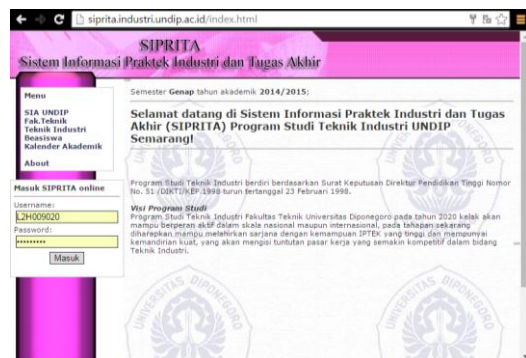 siprita.industri.undip.ac.id/index.html
SIPRITA
Sistem Informasi Praktek Industri dan Tugas Akhir
Menu
SIA UNDIP
Fak.Teknik
Teknik Industri
Beasiswa
Kalender Akademik
About
Masuk SIPRITA online
Username:
L2H009020
Password:
Masuk
Semester Genap tahun akademik 2014/2015;
Selamat datang di Sistem Informasi Praktek Industri dan Tugas
Akhir (SIPRITA) Program Studi Teknik Industri UNDIP
Semarang!
Program Studi Teknik Industri berdiri berdasarkan Surat Keputusan Direktur Pendidikan Tinggi Nomor
No. 51 /DIKTI/KEP.1998 turun tertanggal 23 Februari 1998.
Visi Program Studi
Program Studi Teknik Industri Fakultas Teknik Universitas Diponegoro pada tahun 2020 kelak akan
mampu berperan aktif dalam skala nasional maupun internasional, pada tahapan sekarang
diharapkan mampu melahirkan sarjana dengan kemampuan IPTEK yang tinggi dan mempunyai
kemandirian kuat, yang akan mengisi tuntutan pasar kerja yang semakin kompetitif dalam bidang
Teknik Industri.
UNIVERSITAS DIPONEGORO
UNIVERSITAS DIPONEGORO